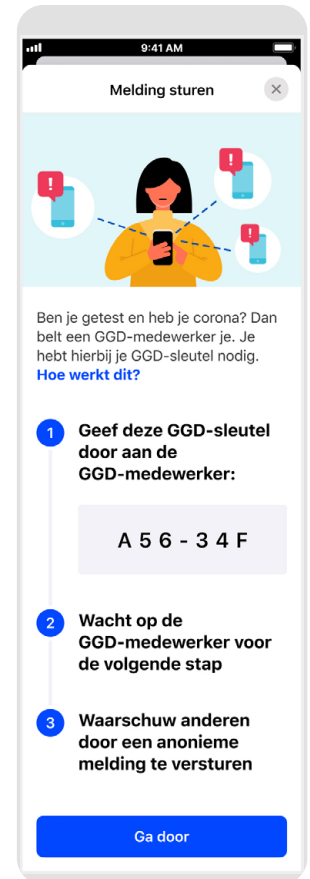 9:41 AM
Melding sturen
!
!
!
Ben je getest en heb je corona? Dan
belt een GGD-medewerker je. Je
hebt hierbij je GGD-sleutel nodig.
Hoe werkt dit?
1 Geef deze GGD-sleutel
door aan de
GGD-medewerker:
A56-34F
2 Wacht op de
GGD-medewerker voor
de volgende stap
3 Waarschuw anderen
door een anonieme
melding te versturen
Ga door